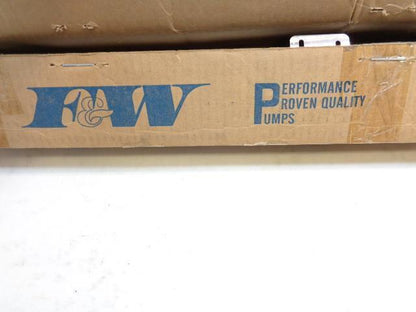 F&W
PERFORMANCE
PROVEN QUALITY
PUMPS